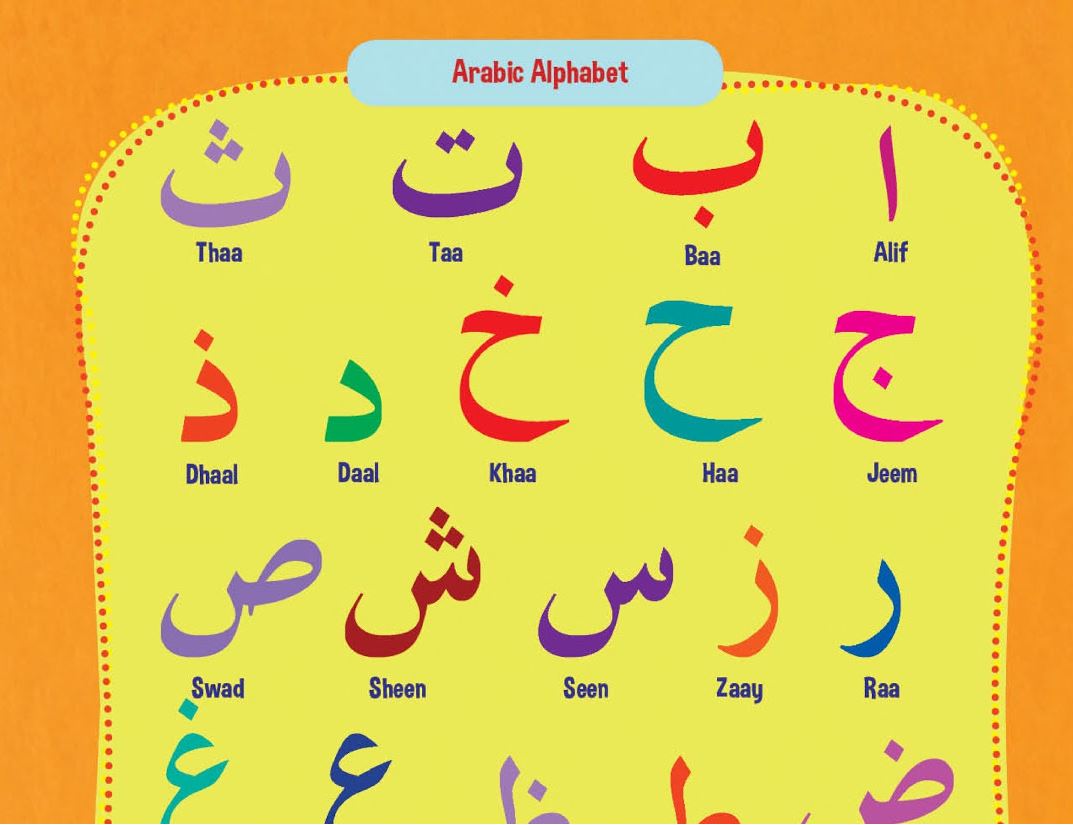 Arabic Alphabet
ا ب ت ث
Alif Baa Taa Thaa
ج ح خ د ذ
Jeem Haa Khaa Daal Dhaal
ر ز س ش ص
Raa Zaay Seen Sheen Swad
ض ط ظ ع غ